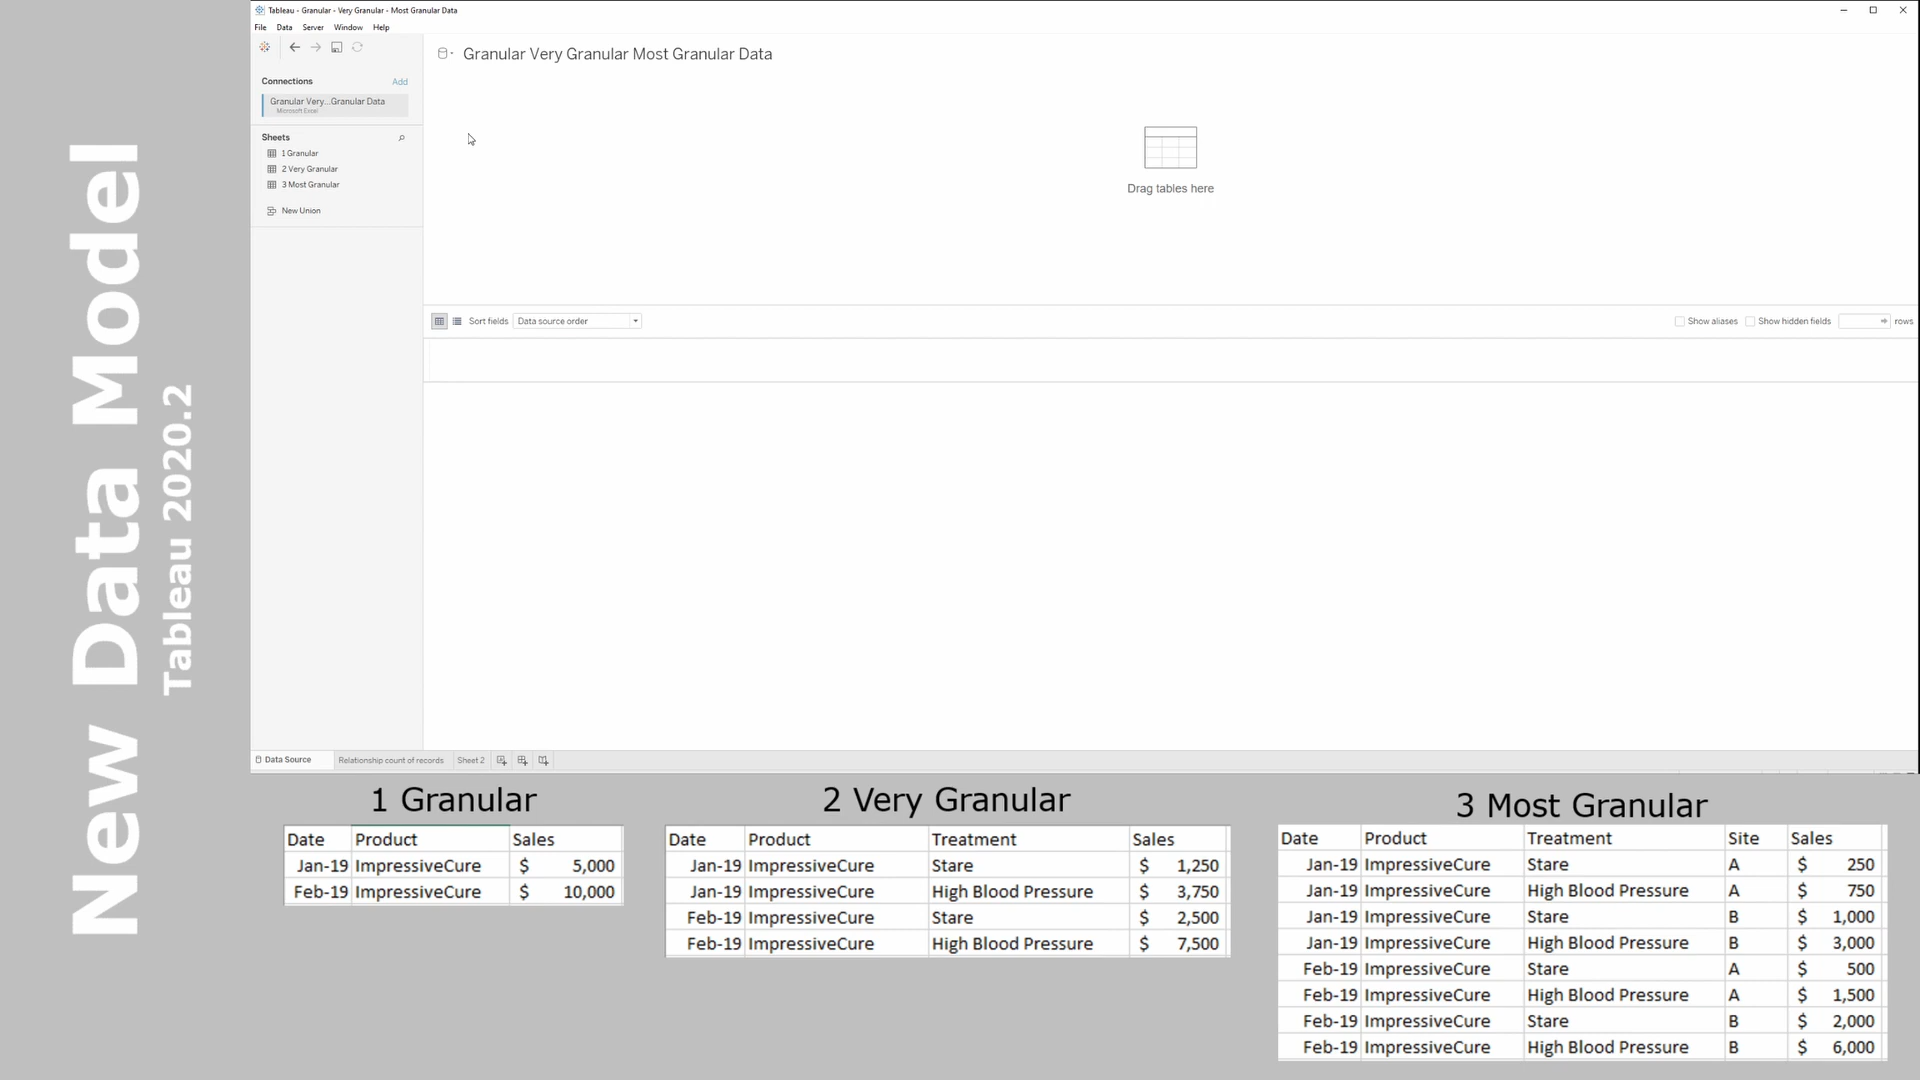 New Data Model
Tableau 2020.2
Tableau - Granular - Very Granular - Most Granular Data
File Data Server Window Help
Connections Add
Granular Very...Granular Data
Microsoft Excel
Sheets
1 Granular
2 Very Granular
3 Most Granular
New Union
Granular Very Granular Most Granular Data
Drag tables here
Sort fields Data source order Show aliases Show hidden fields rows
Data Source Relationship count of records Sheet 2
1 Granular
Date Product Sales
Jan-19 ImpressiveCure $ 5,000
Feb-19 ImpressiveCure $ 10,000
2 Very Granular
Date Product Treatment Sales
Jan-19 ImpressiveCure Stare $ 1,250
Jan-19 ImpressiveCure High Blood Pressure $ 3,750
Feb-19 ImpressiveCure Stare $ 2,500
Feb-19 ImpressiveCure High Blood Pressure $ 7,500
3 Most Granular
Date Product Treatment Site Sales
Jan-19 ImpressiveCure Stare A $ 250
Jan-19 ImpressiveCure High Blood Pressure A $ 750
Jan-19 ImpressiveCure Stare B $ 1,000
Jan-19 ImpressiveCure High Blood Pressure B $ 3,000
Feb-19 ImpressiveCure Stare A $ 500
Feb-19 ImpressiveCure High Blood Pressure A $ 1,500
Feb-19 ImpressiveCure Stare B $ 2,000
Feb-19 ImpressiveCure High Blood Pressure B $ 6,000